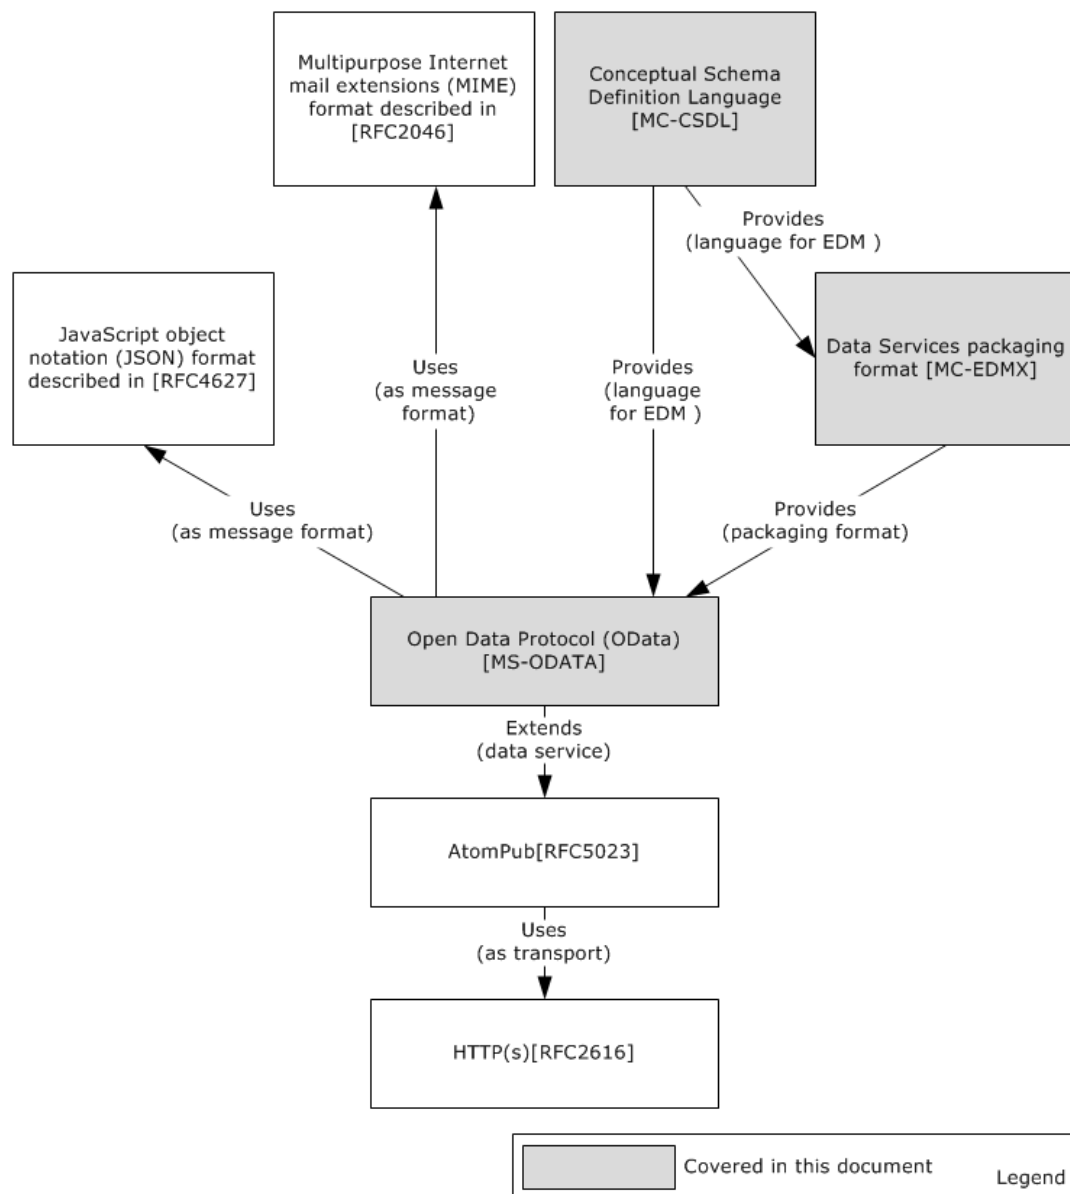 Multipurpose Internet
mail extensions (MIME)
format described in
[RFC2046]
Conceptual Schema
Definition Language
[MC-CSDL]
Provides
(language for EDM )
JavaScript object
notation (JSON) format
described in [RFC4627]
Data Services packaging
format [MC-EDMX]
Uses
(as message
format)
Provides
(language
for EDM )
Uses
(as message format)
Provides
(packaging format)
Open Data Protocol (OData)
[MS-ODATA]
Extends
(data service)
AtomPub[RFC5023]
Uses
(as transport)
HTTP(s)[RFC2616]
Covered in this document
Legend